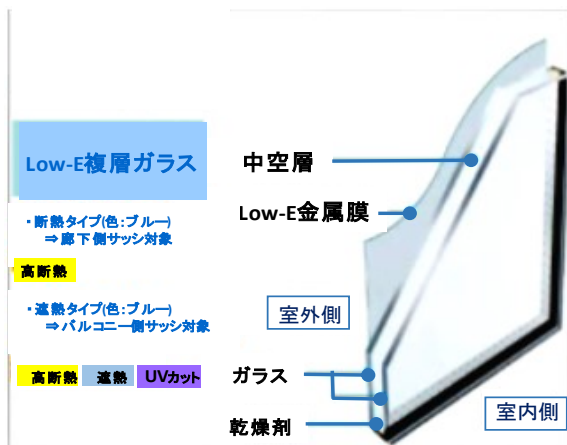 Low-E複層ガラス
・断熱タイプ(色:ブルー)
⇒廊下側サッシ対象
高断熱
・遮熱タイプ(色:ブルー)
⇒バルコニー側サッシ対象
高断熱 遮熱 UVカット
中空層
Low-E金属膜
室外側
ガラス
乾燥剤
室内側